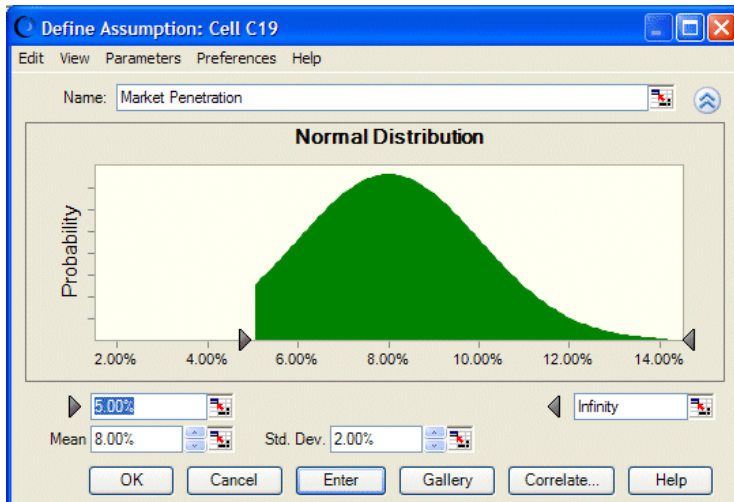 Define Assumption: Cell C19
Edit View Parameters Preferences Help
Name: Market Penetration
Normal Distribution
Probability
2.00% 4.00% 6.00% 8.00% 10.00% 12.00% 14.00%
5.00% Infinity
Mean 8.00% Std. Dev. 2.00%
OK Cancel Enter Gallery Correlate... Help